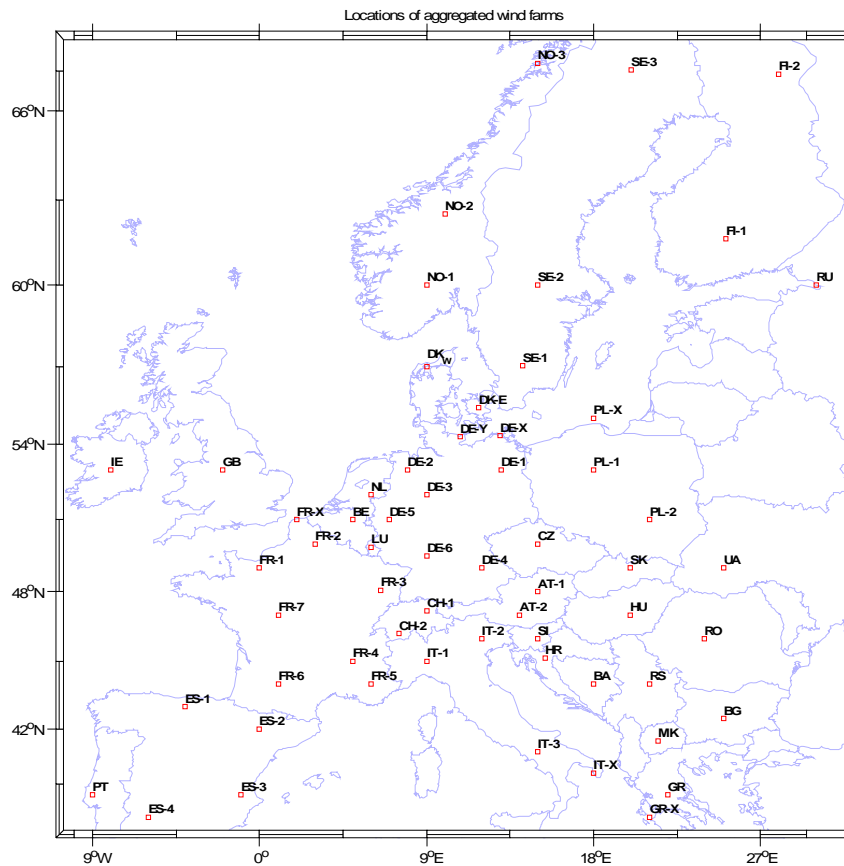 Locations of aggregated wind farms
NO-3
SE-3
FI-2
66°N
NO-2
FI-1
NO-1
SE-2
RU
60°N
DKw
SE-1
DK-E
PL-X
DE-Y
DE-X
54°N
IE
GB
DE-2
DE-1
PL-1
NL
DE-3
FR-X
BE
DE-5
PL-2
FR-2
LU
CZ
FR-1
DE-6
DE-4
SK
UA
48°N
FR-3
AT-1
FR-7
CH-1
AT-2
HU
CH-2
IT-2
SI
RO
FR-4
IT-1
HR
FR-6
FR-5
BA
RS
ES-1
ES-2
BG
42°N
MK
IT-3
IT-X
PT
ES-3
GR
ES-4
GR-X
9°W
0°
9°E
18°E
27°E